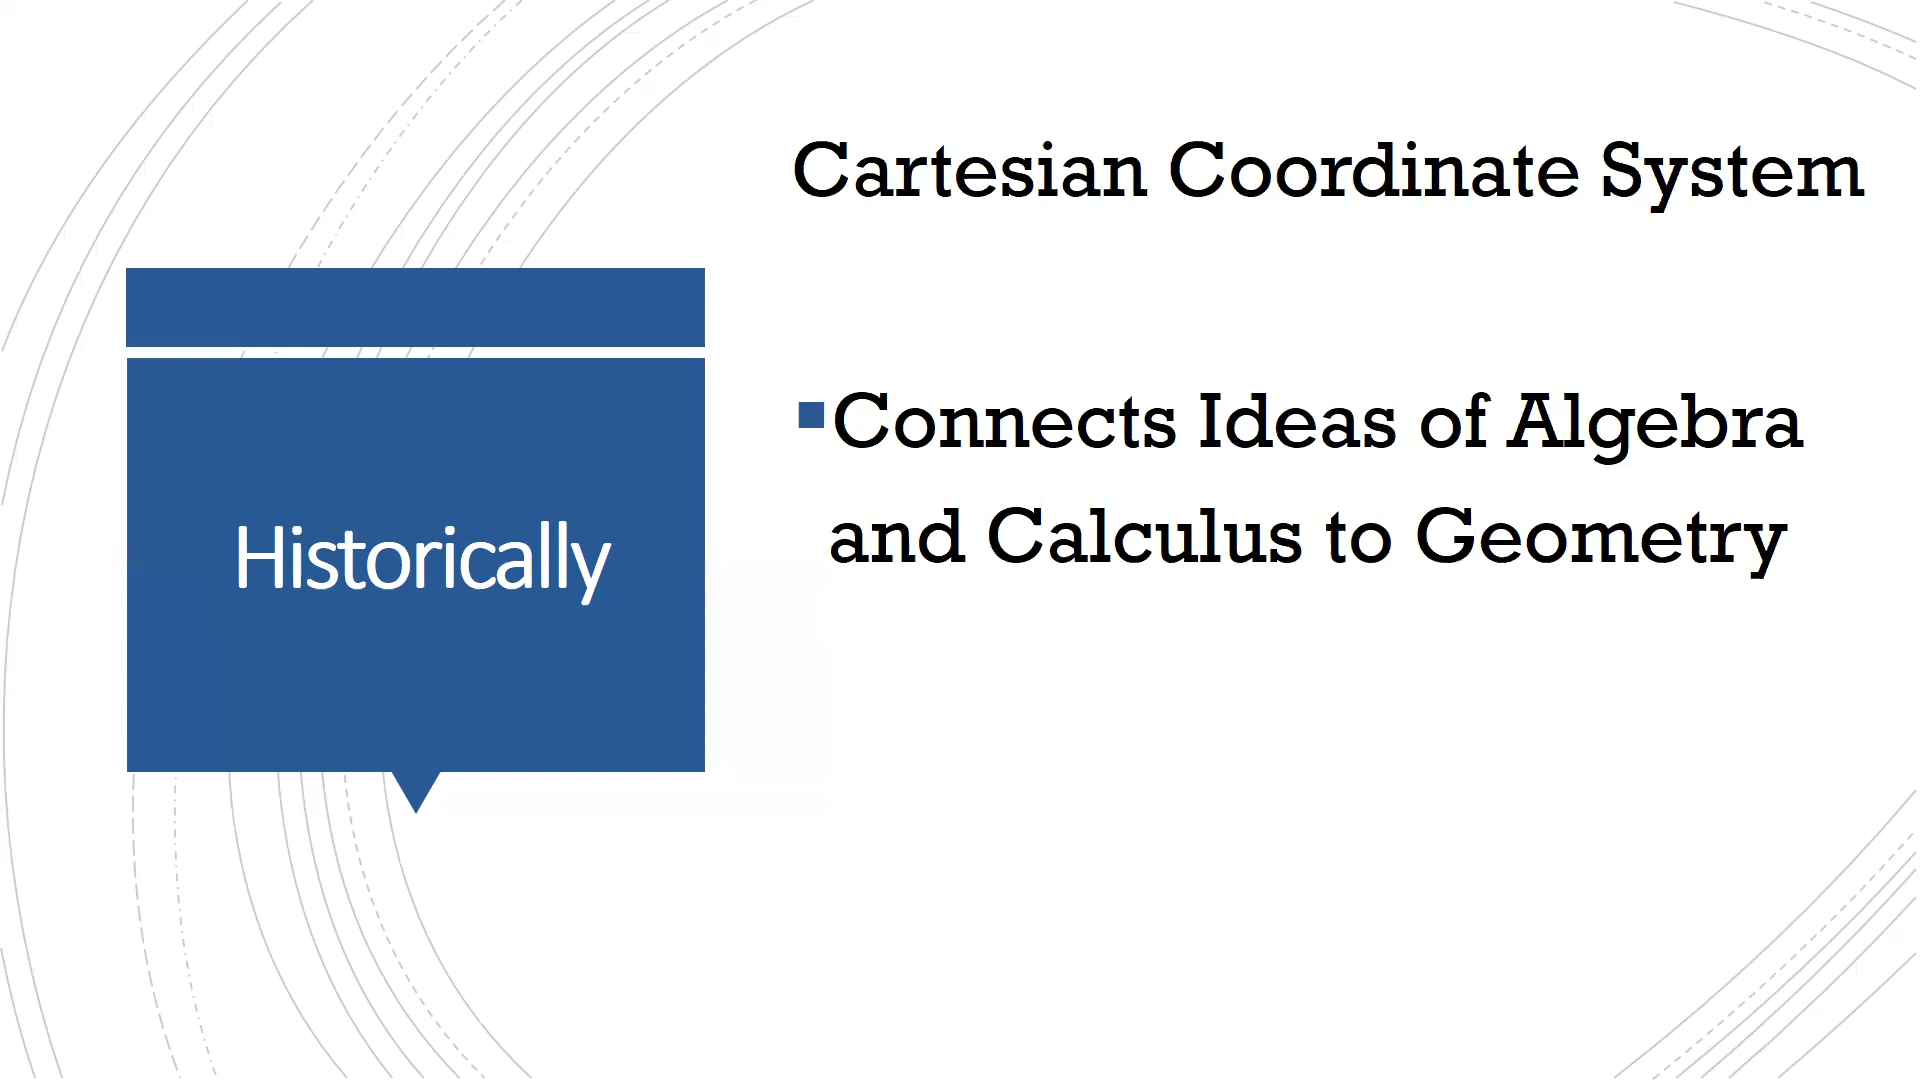 Historically
Cartesian Coordinate System
Connects Ideas of Algebra
and Calculus to Geometry